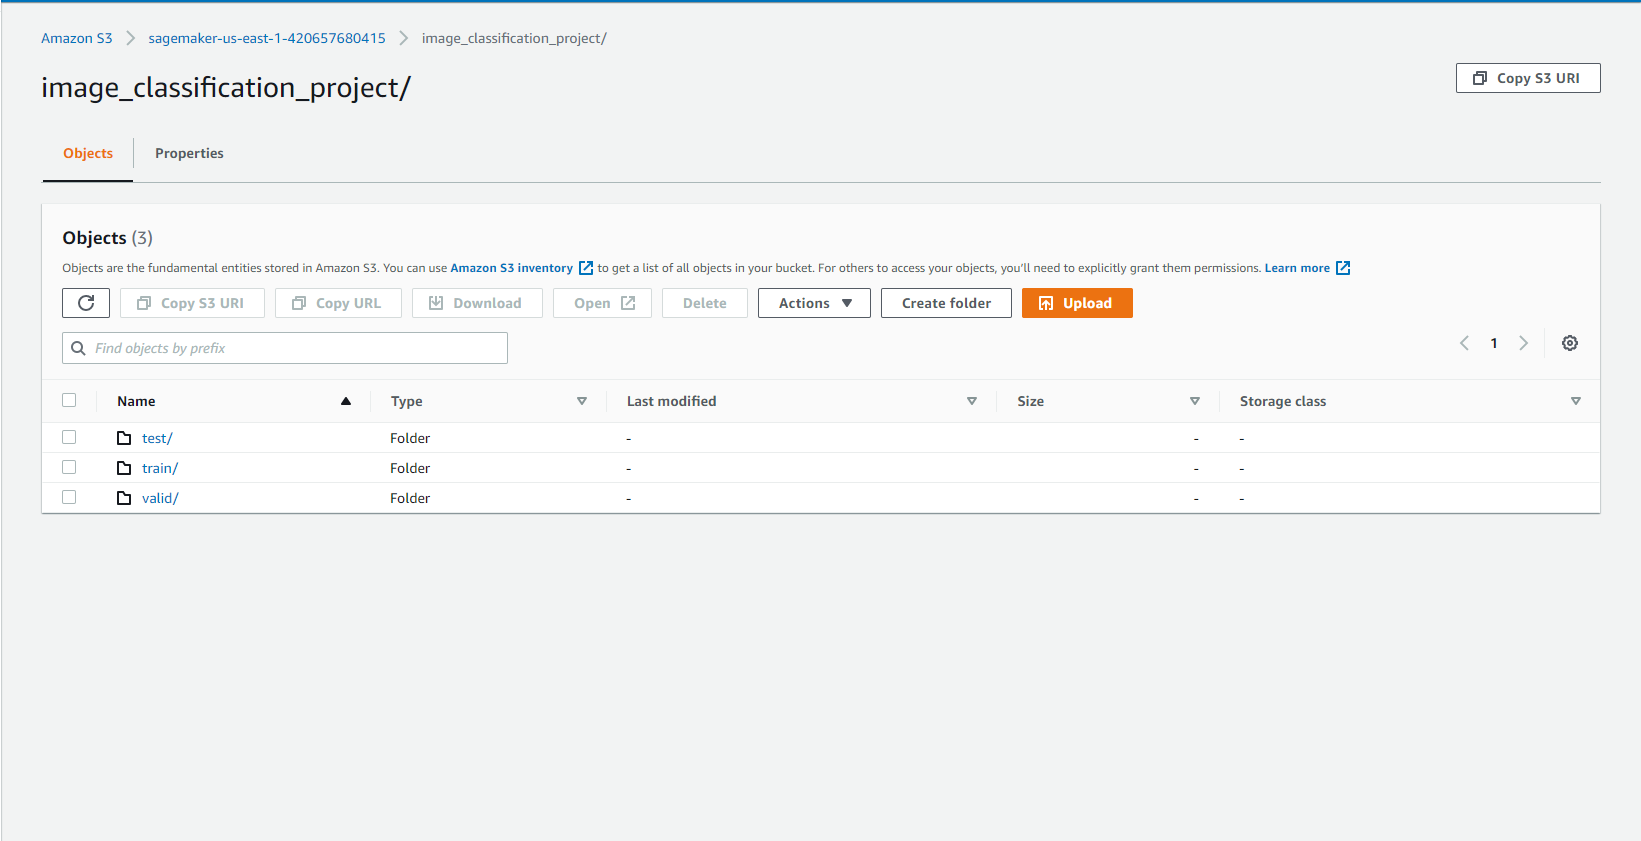 Amazon S3 sagemaker-us-east-1-420657680415 image_classification_project/
image_classification_project/
Copy S3 URI
Objects Properties
Objects (3)
Objects are the fundamental entities stored in Amazon S3. You can use Amazon S3 inventory to get a list of all objects in your bucket. For others to access your objects, you’ll need to explicitly grant them permissions. Learn more
Copy S3 URI Copy URL Download Open Delete Actions Create folder Upload
Find objects by prefix 1
Name Type Last modified Size Storage class
test/ Folder - - -
train/ Folder - - -
valid/ Folder - - -